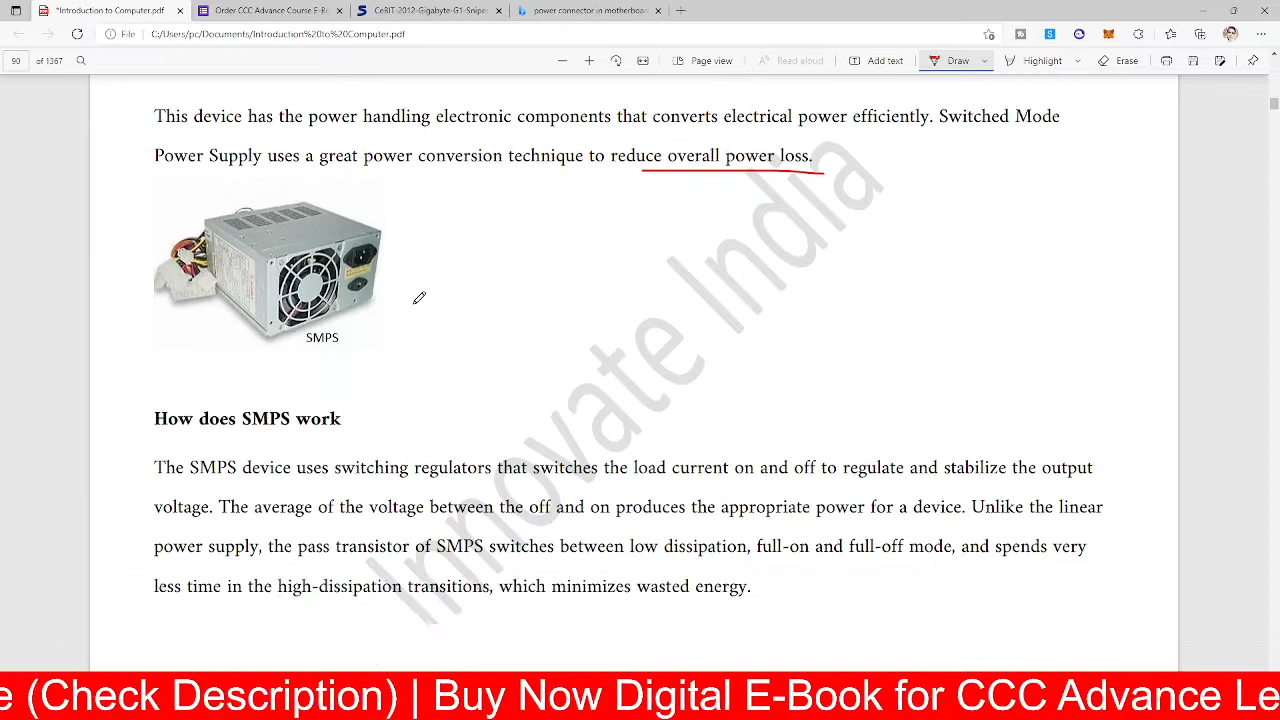 *Introduction to Computer.pdf
Order CCC Advance Course E-Bo
CeBIT-2012-Gigabyte-G1-Sniper
power connector in motherboard
File
C:/Users/pc/Documents/Introduction%20to%20Computer.pdf
90 of 1367
Page view
Read aloud
Add text
Draw
Highlight
Erase
This device has the power handling electronic components that converts electrical power efficiently. Switched Mode
Power Supply uses a great power conversion technique to reduce overall power loss.
SMPS
Innovate India
How does SMPS work
The SMPS device uses switching regulators that switches the load current on and off to regulate and stabilize the output
voltage. The average of the voltage between the off and on produces the appropriate power for a device. Unlike the linear
power supply, the pass transistor of SMPS switches between low dissipation, full-on and full-off mode, and spends very
less time in the high-dissipation transitions, which minimizes wasted energy.
e (Check Description) | Buy Now Digital E-Book for CCC Advance Le